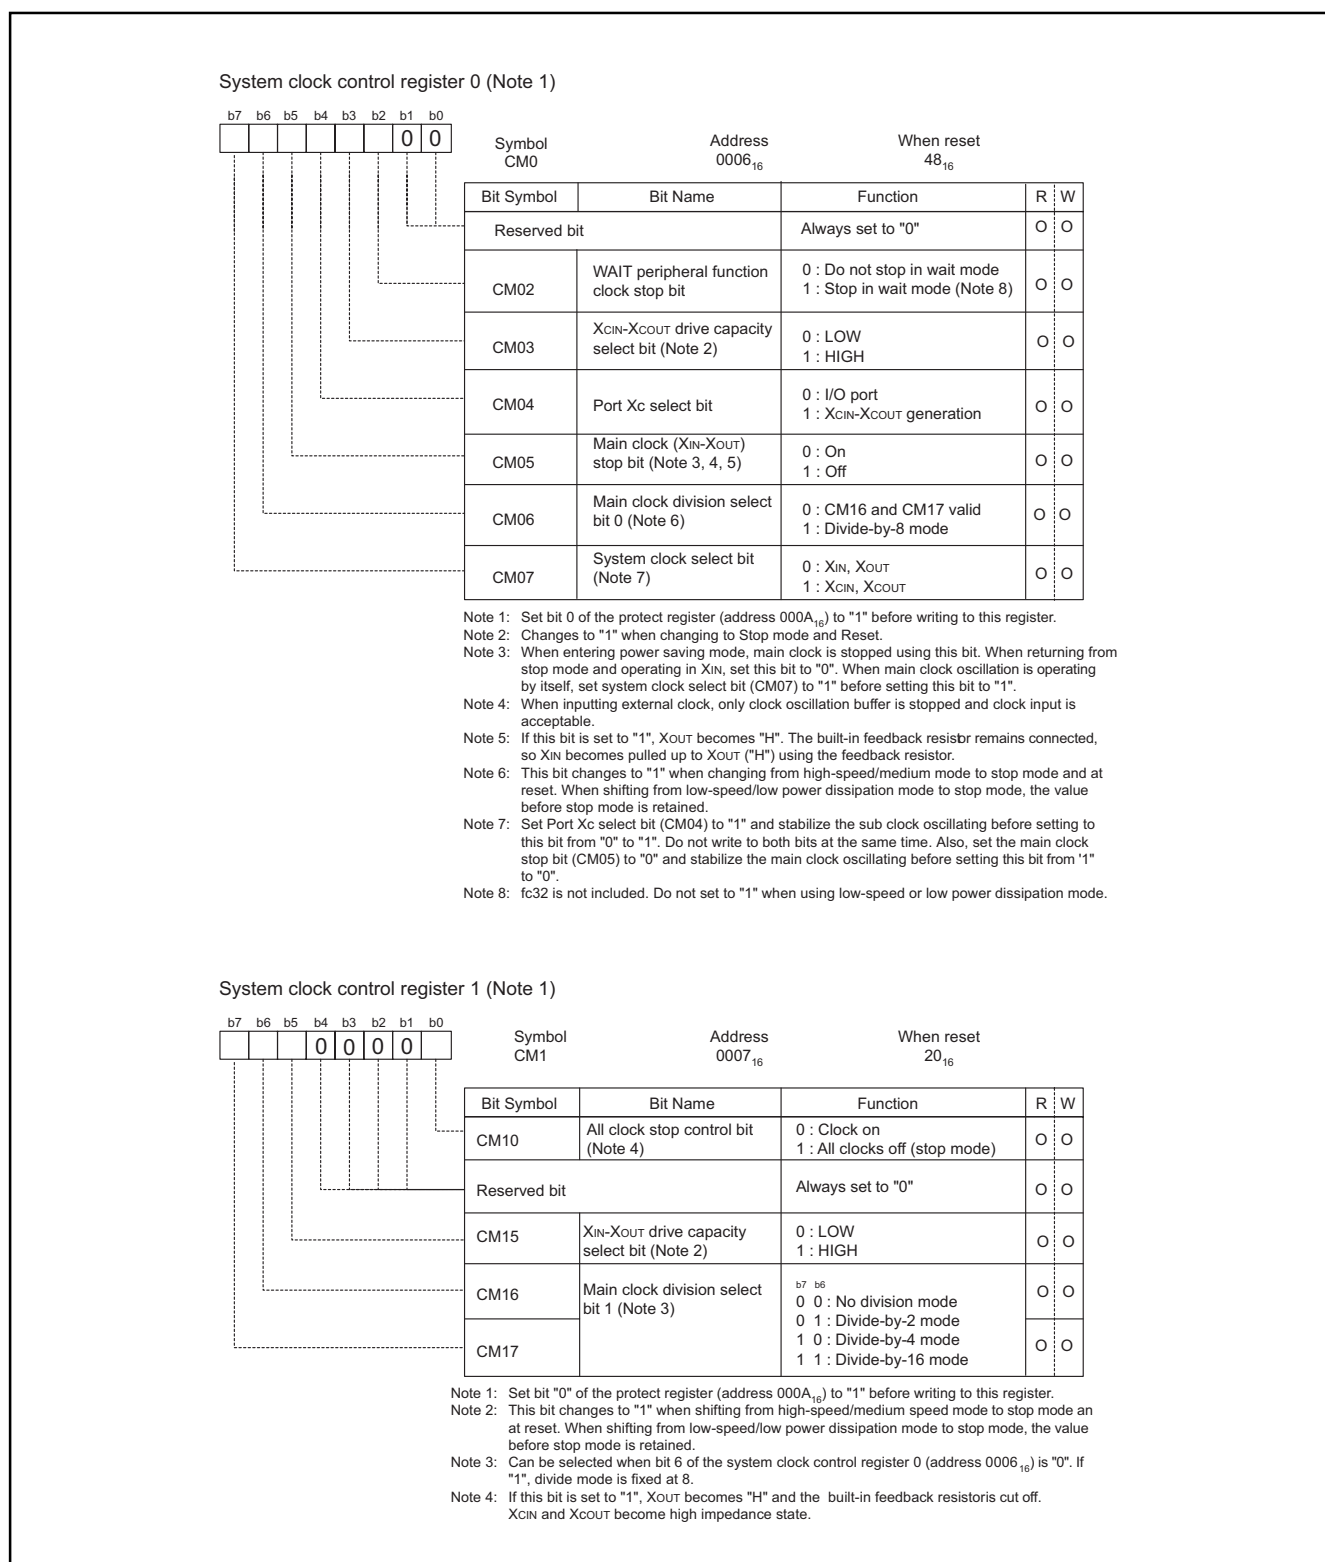 System clock control register 0 (Note 1)
b7 b6 b5 b4 b3 b2 b1 b0
0 0
Symbol Address When reset
CM0 0006₁₆ 48₁₆
Bit Symbol Bit Name Function R W
Reserved bit Always set to "0" O O
CM02 WAIT peripheral function clock stop bit 0 : Do not stop in wait mode O O
1 : Stop in wait mode (Note 8)
CM03 XCIN-XCOUT drive capacity select bit (Note 2) 0 : LOW O O
1 : HIGH
CM04 Port Xc select bit 0 : I/O port O O
1 : XCIN-XCOUT generation
CM05 Main clock (XIN-XOUT) stop bit (Note 3, 4, 5) 0 : On O O
1 : Off
CM06 Main clock division select bit 0 (Note 6) 0 : CM16 and CM17 valid O O
1 : Divide-by-8 mode
CM07 System clock select bit (Note 7) 0 : XIN, XOUT O O
1 : XCIN, XCOUT
Note 1: Set bit 0 of the protect register (address 000A₁₆) to "1" before writing to this register.
Note 2: Changes to "1" when changing to Stop mode and Reset.
Note 3: When entering power saving mode, main clock is stopped using this bit. When returning from
stop mode and operating in XIN, set this bit to "0". When main clock oscillation is operating
by itself, set system clock select bit (CM07) to "1" before setting this bit to "1".
Note 4: When inputting external clock, only clock oscillation buffer is stopped and clock input is
acceptable.
Note 5: If this bit is set to "1", XOUT becomes "H". The built-in feedback resistor remains connected,
so XIN becomes pulled up to XOUT ("H") using the feedback resistor.
Note 6: This bit changes to "1" when changing from high-speed/medium mode to stop mode and at
reset. When shifting from low-speed/low power dissipation mode to stop mode, the value
before stop mode is retained.
Note 7: Set Port Xc select bit (CM04) to "1" and stabilize the sub clock oscillating before setting to
this bit from "0" to "1". Do not write to both bits at the same time. Also, set the main clock
stop bit (CM05) to "0" and stabilize the main clock oscillating before setting this bit from '1"
to "0".
Note 8: fc32 is not included. Do not set to "1" when using low-speed or low power dissipation mode.
System clock control register 1 (Note 1)
b7 b6 b5 b4 b3 b2 b1 b0
0 0 0 0
Symbol Address When reset
CM1 0007₁₆ 20₁₆
Bit Symbol Bit Name Function R W
CM10 All clock stop control bit (Note 4) 0 : Clock on O O
1 : All clocks off (stop mode)
Reserved bit Always set to "0" O O
CM15 XIN-XOUT drive capacity select bit (Note 2) 0 : LOW O O
1 : HIGH
CM16 Main clock division select bit 1 (Note 3) b7 b6 O O
0 0 : No division mode
0 1 : Divide-by-2 mode
CM17 1 0 : Divide-by-4 mode O O
1 1 : Divide-by-16 mode
Note 1: Set bit "0" of the protect register (address 000A₁₆) to "1" before writing to this register.
Note 2: This bit changes to "1" when shifting from high-speed/medium speed mode to stop mode an
at reset. When shifting from low-speed/low power dissipation mode to stop mode, the value
before stop mode is retained.
Note 3: Can be selected when bit 6 of the system clock control register 0 (address 0006₁₆) is "0". If
"1", divide mode is fixed at 8.
Note 4: If this bit is set to "1", XOUT becomes "H" and the built-in feedback resistoris cut off.
XCIN and XCOUT become high impedance state.